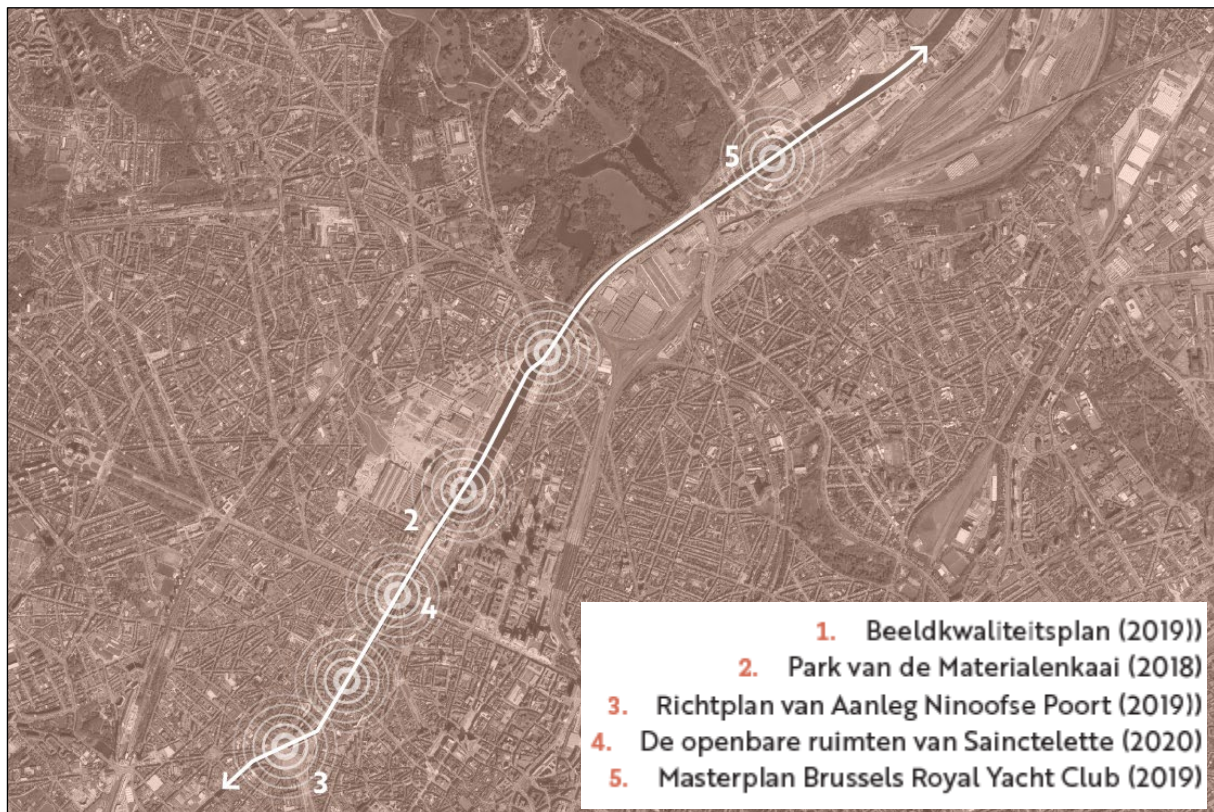 5
2
4
3
1. Beeldkwaliteitsplan (2019))
2. Park van de Materialenkaai (2018)
3. Richtplan van Aanleg Ninoofse Poort (2019))
4. De openbare ruimten van Sainctelette (2020)
5. Masterplan Brussels Royal Yacht Club (2019)